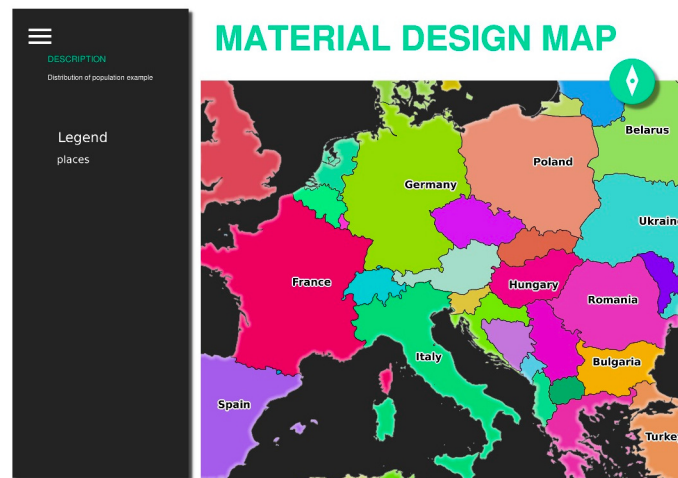 MATERIAL DESIGN MAP
DESCRIPTION
Distribution of population example
Legend
places
Belarus
Poland
Germany
Ukrain
France
Hungary
Romania
Italy
Bulgaria
Spain
Turke